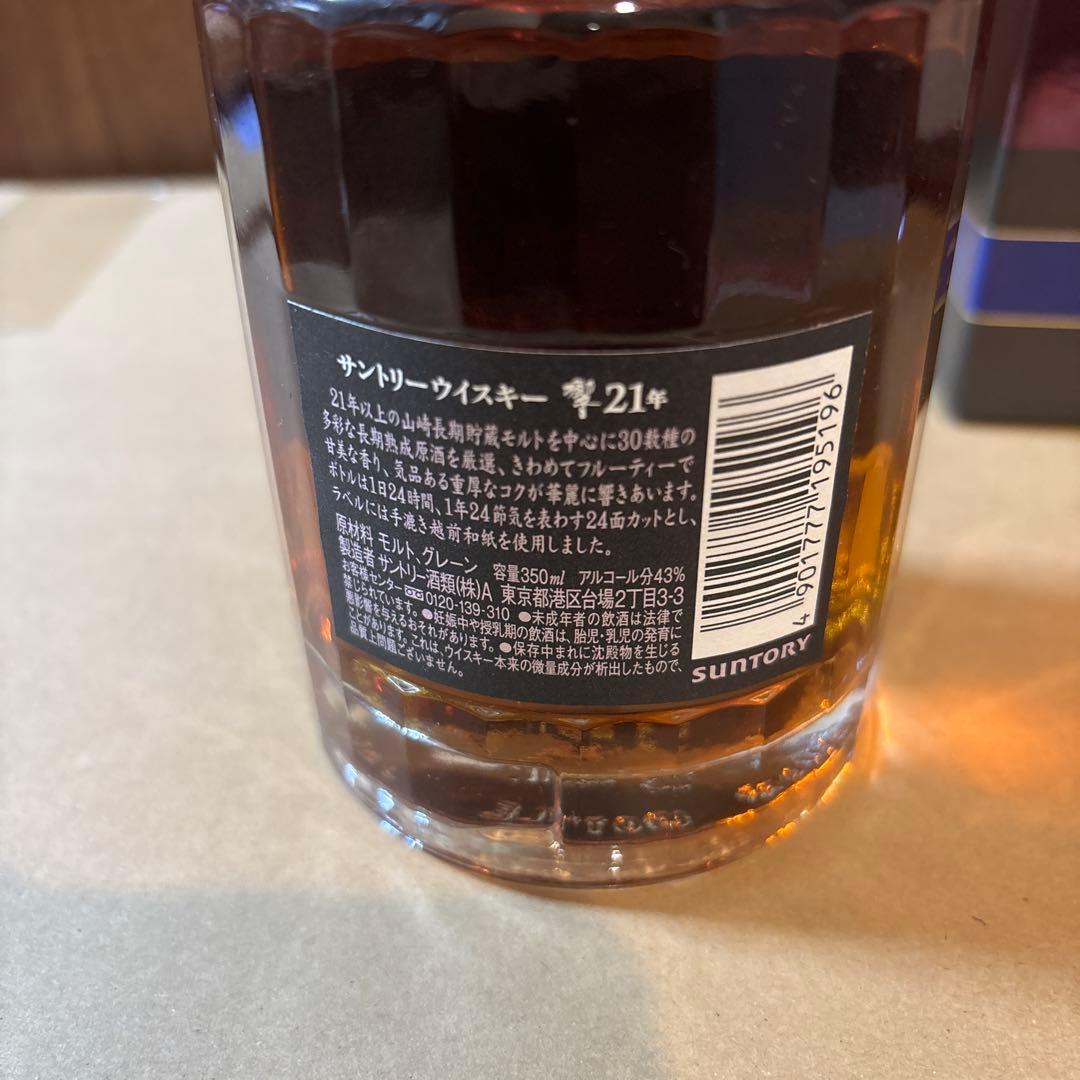 サントリーウイスキー 響 21年
21年以上の山崎長期貯蔵モルトを中心に30数種の
多彩な長期熟成原酒を厳選、きわめてフルーティーで
甘美な香り、気品ある重厚なコクが華麗に響きあいます。
ボトルは1日24時間、1年24節気を表わす24面カットとし、
ラベルには手漉き越前和紙を使用しました。
原材料 モルト、グレーン 容量350ml アルコール分43%
製造者 サントリー酒類(株)A 東京都港区台場2丁目3-3
お客様センター 0120-139-310 ●未成年者の飲酒は法律で
禁じられています。●妊娠中や授乳期の飲酒は、胎児・乳児の発育に
悪影響を与えるおそれがあります。●保存中まれに沈殿物を生じる
ことがあります。これは、ウイスキー本来の微量成分が析出したもので、
品質上問題ございません。
4 901777 195196
SUNTORY